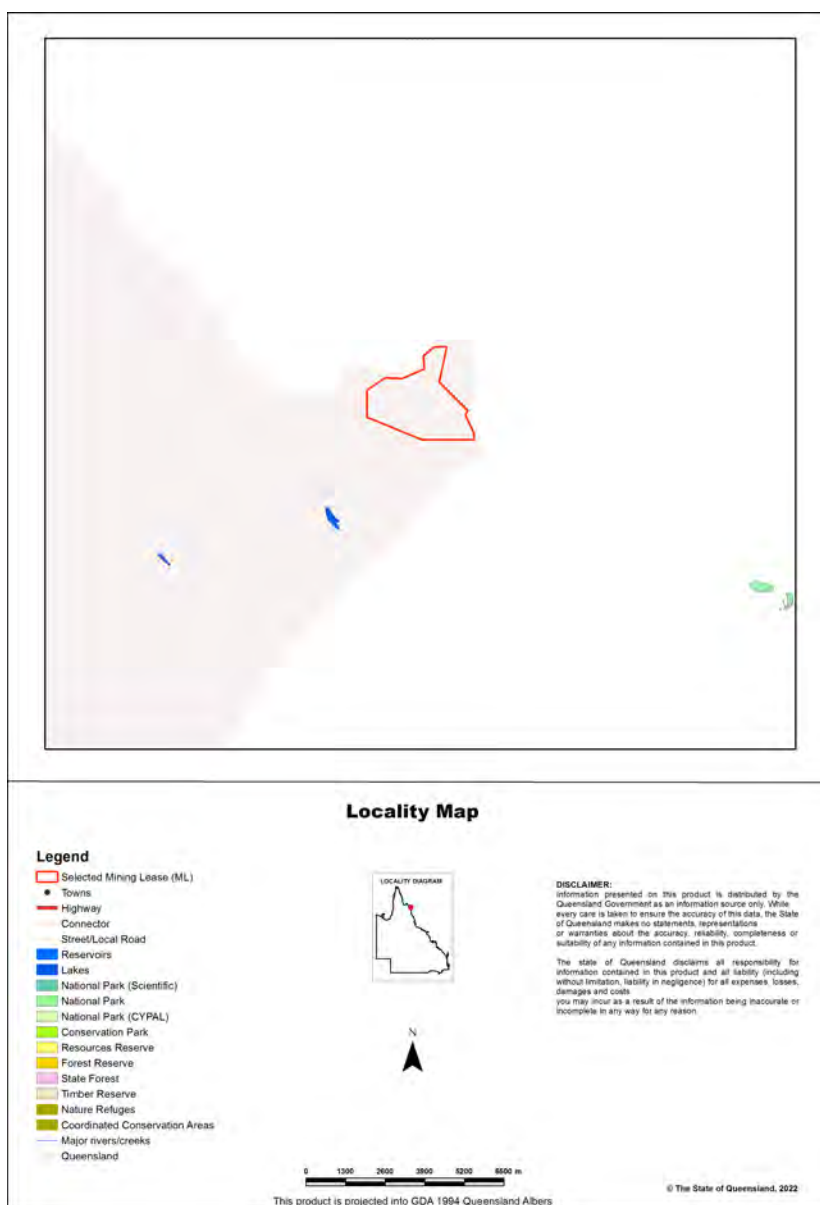 Locality Map
Legend
Selected Mining Lease (ML)
Towns
Highway
Connector
Street/Local Road
Reservoirs
Lakes
National Park (Scientific)
National Park
National Park (CYPAL)
Conservation Park
Resources Reserve
Forest Reserve
State Forest
Timber Reserve
Nature Refuges
Coordinated Conservation Areas
Major rivers/creeks
Queensland
LOCALITY DIAGRAM
N
0 1300 2600 3900 5200 6500 m
This product is projected into GDA 1994 Queensland Albers
DISCLAIMER:
Information presented on this product is distributed by the
Queensland Government as an information source only. While
every care is taken to ensure the accuracy of this data, the State
of Queensland makes no statements, representations
or warranties about the accuracy, reliability, completeness or
suitability of any information contained in this product.
The state of Queensland disclaims all responsibility for
information contained in this product and all liability (including
without limitation, liability in negligence) for all expenses, losses,
damages and costs
you may incur as a result of the information being inaccurate or
incomplete in any way for any reason.
© The State of Queensland, 2022